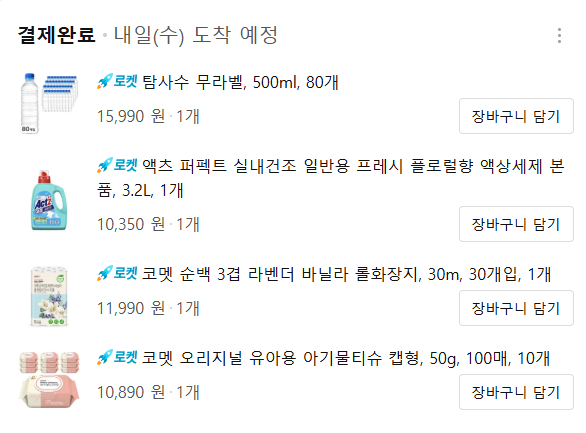 결제완료 · 내일(수) 도착 예정
로켓 탐사수 무라벨, 500ml, 80개
80개입
15,990 원 · 1개
장바구니 담기
로켓 액츠 퍼펙트 실내건조 일반용 프레시 플로럴향 액상세제 본
품, 3.2L, 1개
Act'z
10,350 원 · 1개
장바구니 담기
로켓 코멧 순백 3겹 라벤더 바닐라 롤화장지, 30m, 30개입, 1개
11,990 원 · 1개
장바구니 담기
로켓 코멧 오리지널 유아용 아기물티슈 캡형, 50g, 100매, 10개
10,890 원 · 1개
장바구니 담기